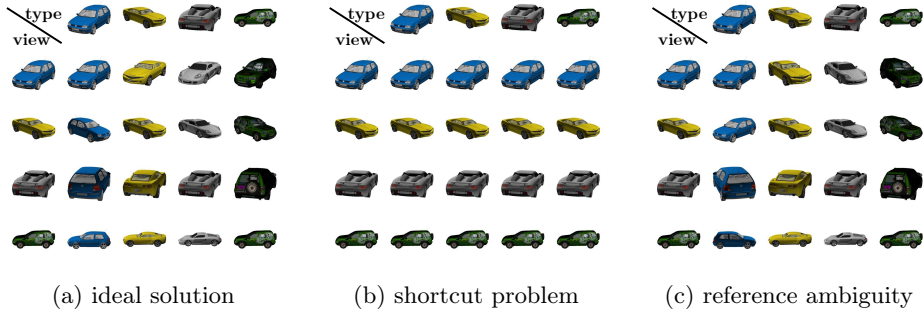 type type type
view view view
(a) ideal solution (b) shortcut problem (c) reference ambiguity